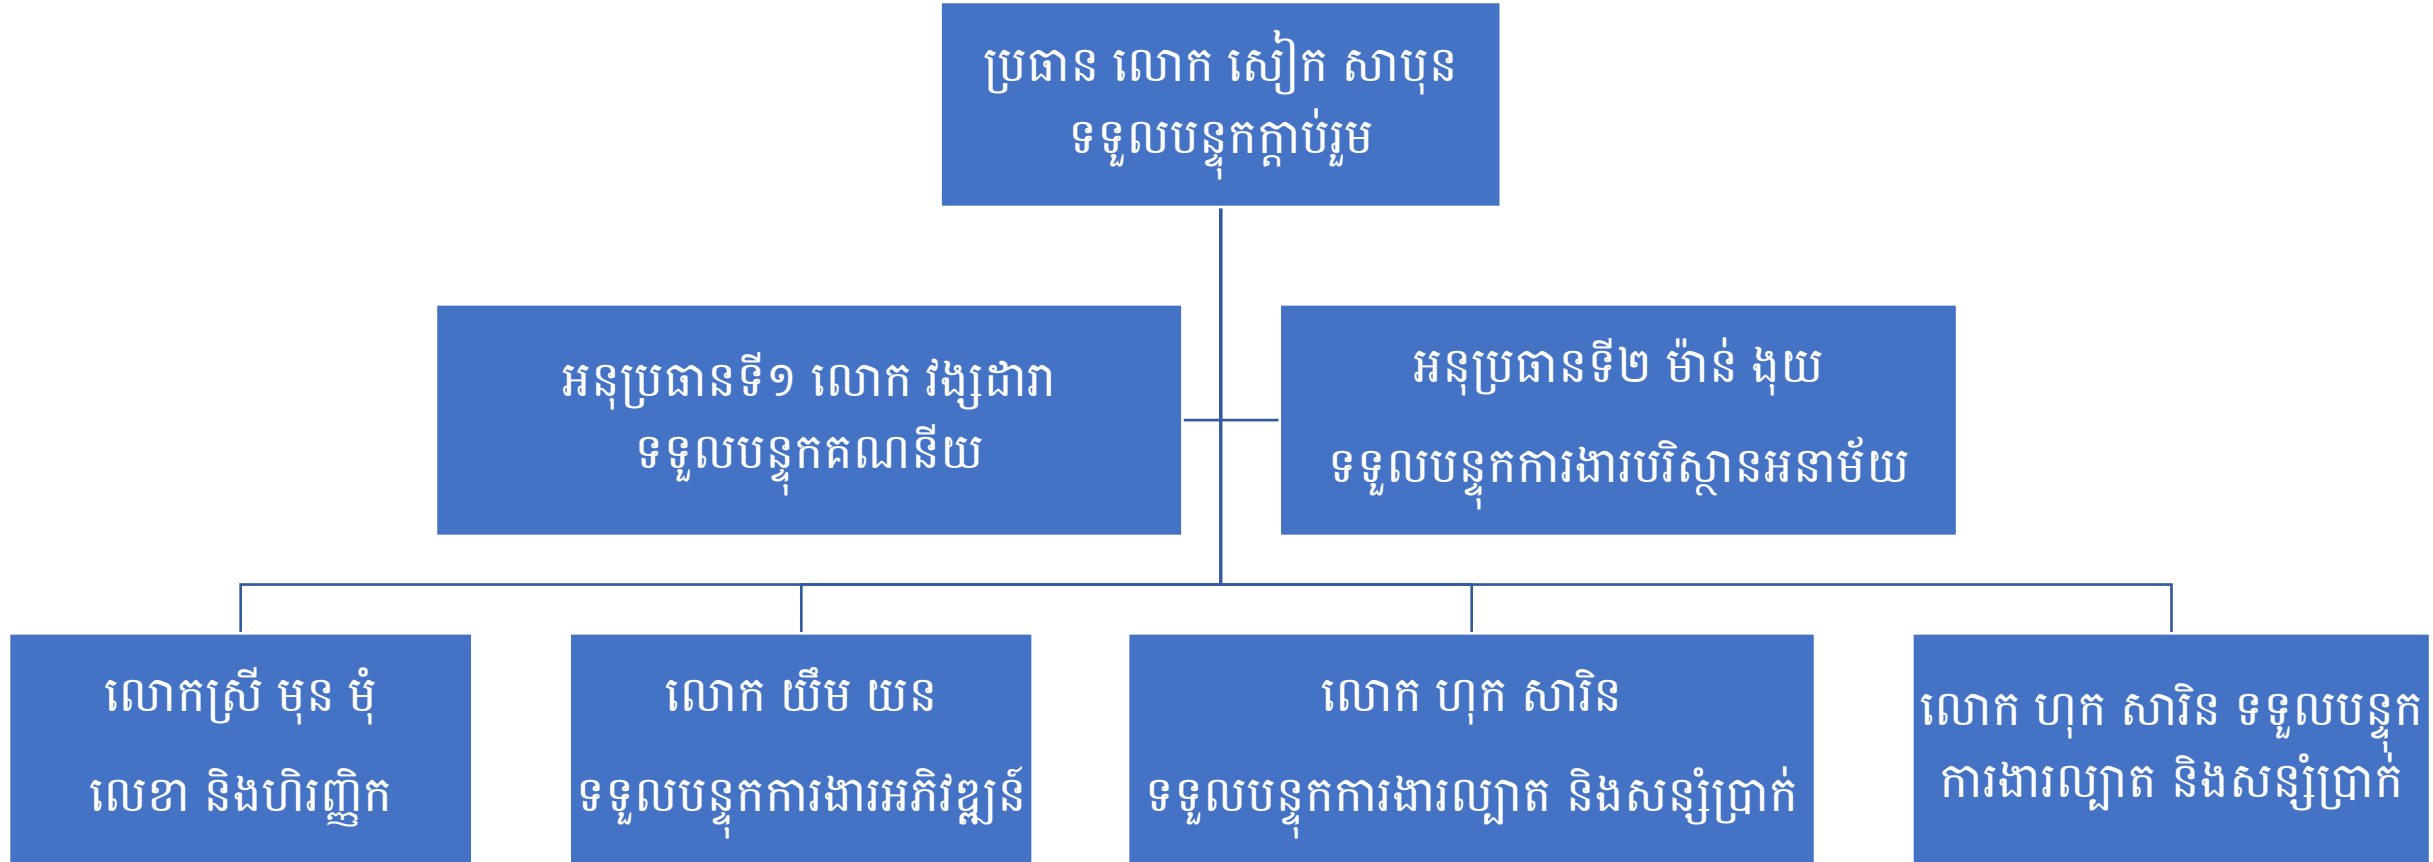 ប្រធាន លោក សៀក សាបុន
ទទួលបន្ទុកក្ដាប់រួម
អនុប្រធានទី១ លោក វង្សដារា
ទទួលបន្ទុកគណនីយ
អនុប្រធានទី២ ម៉ាន់ ងុយ
ទទួលបន្ទុកការងារបរិស្ថានអនាម័យ
លោកស្រី មុន មុំ
លេខា និងហិរញ្ញិក
លោក យឹម យន
ទទួលបន្ទុកការងារអភិវឌ្ឍន៍
លោក ហុក សារិន
ទទួលបន្ទុកការងារល្បាត និងសន្សំប្រាក់
លោក ហុក សារិន ទទួលបន្ទុក
ការងារល្បាត និងសន្សំប្រាក់